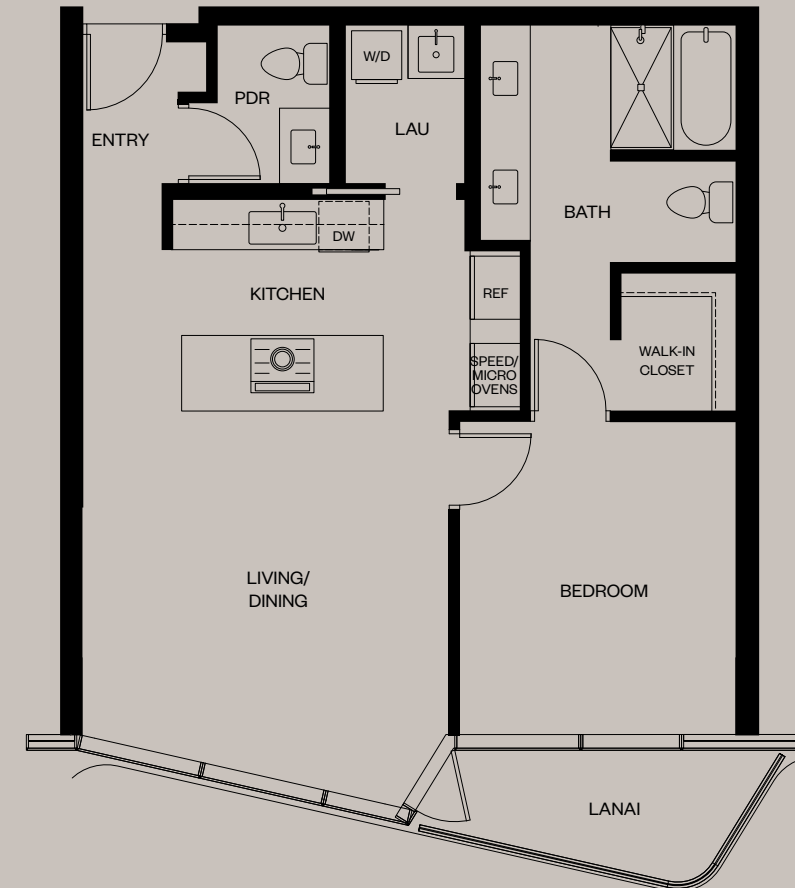 W/D
PDR
LAU
ENTRY
BATH
DW
KITCHEN
REF
SPEED/
MICRO
OVENS
WALK-IN
CLOSET
LIVING/
DINING
BEDROOM
LANAI